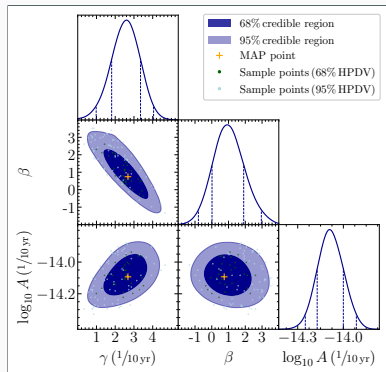 68% credible region
95% credible region
MAP point
Sample points (68% HPDV)
Sample points (95% HPDV)
β
3
2
1
0
-1
log₁₀ A (1/10 yr)
−14.0
−14.2
1 2 3 4
γ (1/10 yr)
-1 0 1 2 3
β
−14.3 −14.0
log₁₀ A (1/10 yr)